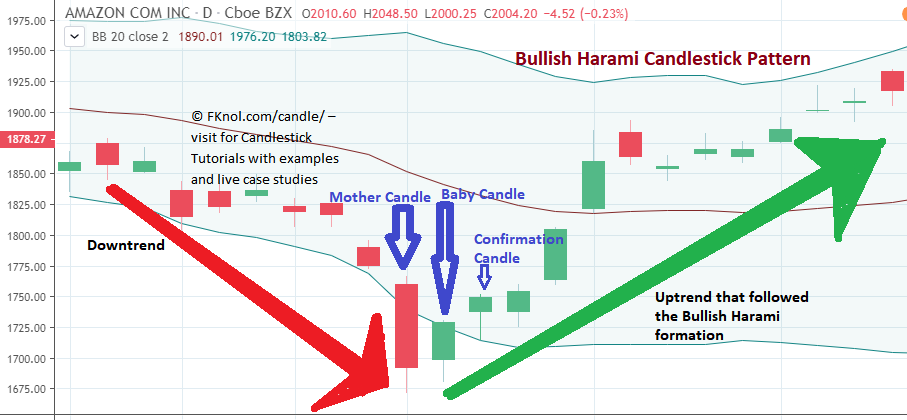 AMAZON COM INC · D · Cboe BZX O2010.60 H2048.50 L2000.25 C2004.20 −4.52 (−0.23%)
BB 20 close 2 1890.01 1976.20 1803.82
Bullish Harami Candlestick Pattern
© FKnol.com/candle/ –
visit for Candlestick
Tutorials with examples
and live case studies
Mother Candle
Baby Candle
Confirmation
Candle
Downtrend
Uptrend that followed
the Bullish Harami
formation
1975.00
1950.00
1925.00
1900.00
1878.27
1850.00
1825.00
1800.00
1775.00
1750.00
1725.00
1700.00
1675.00